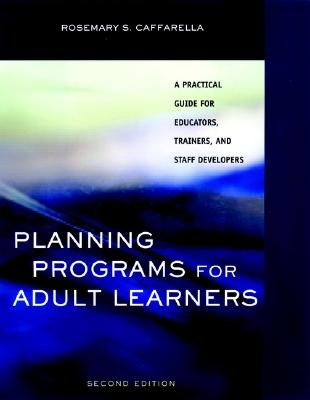 ROSEMARY S. CAFFARELLA
A PRACTICAL
GUIDE FOR
EDUCATORS,
TRAINERS, AND
STAFF DEVELOPERS
PLANNING
PROGRAMS FOR
ADULT LEARNERS
SECOND EDITION